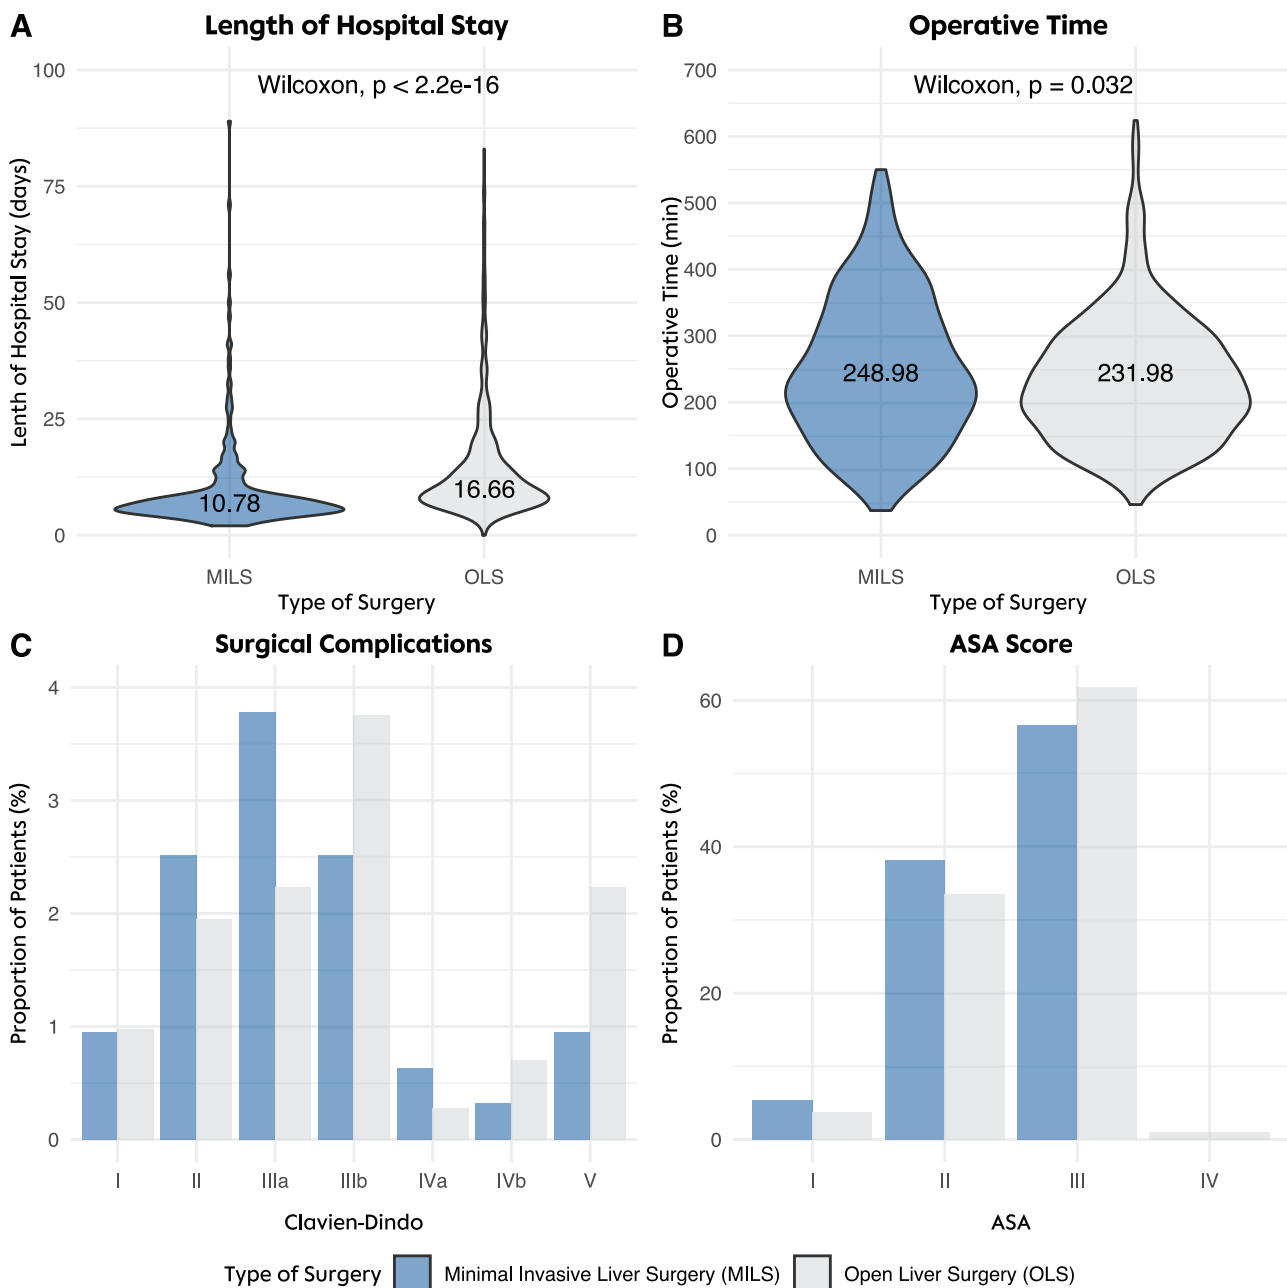 A
Length of Hospital Stay
Wilcoxon, p < 2.2e-16
Lenth of Hospital Stay (days)
100
75
50
25
0
10.78
16.66
MILS
OLS
Type of Surgery
B
Operative Time
Wilcoxon, p = 0.032
Operative Time (min)
700
600
500
400
300
200
100
0
248.98
231.98
MILS
OLS
Type of Surgery
C
Surgical Complications
Proportion of Patients (%)
4
3
2
1
0
I
II
IIIa
IIIb
IVa
IVb
V
Clavien-Dindo
D
ASA Score
Proportion of Patients (%)
60
40
20
0
I
II
III
IV
ASA
Type of Surgery
Minimal Invasive Liver Surgery (MILS)
Open Liver Surgery (OLS)